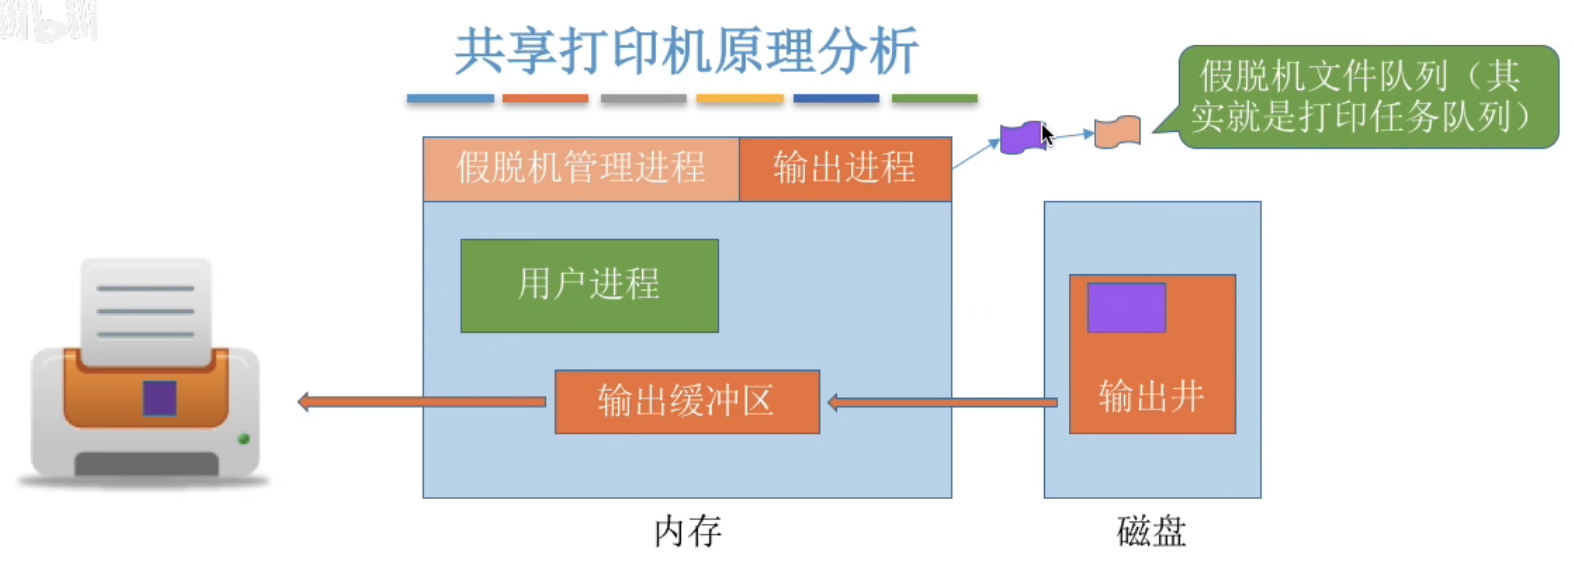 共享打印机原理分析
假脱机文件队列（其
实就是打印任务队列）
假脱机管理进程
输出进程
用户进程
输出缓冲区
输出井
内存
磁盘